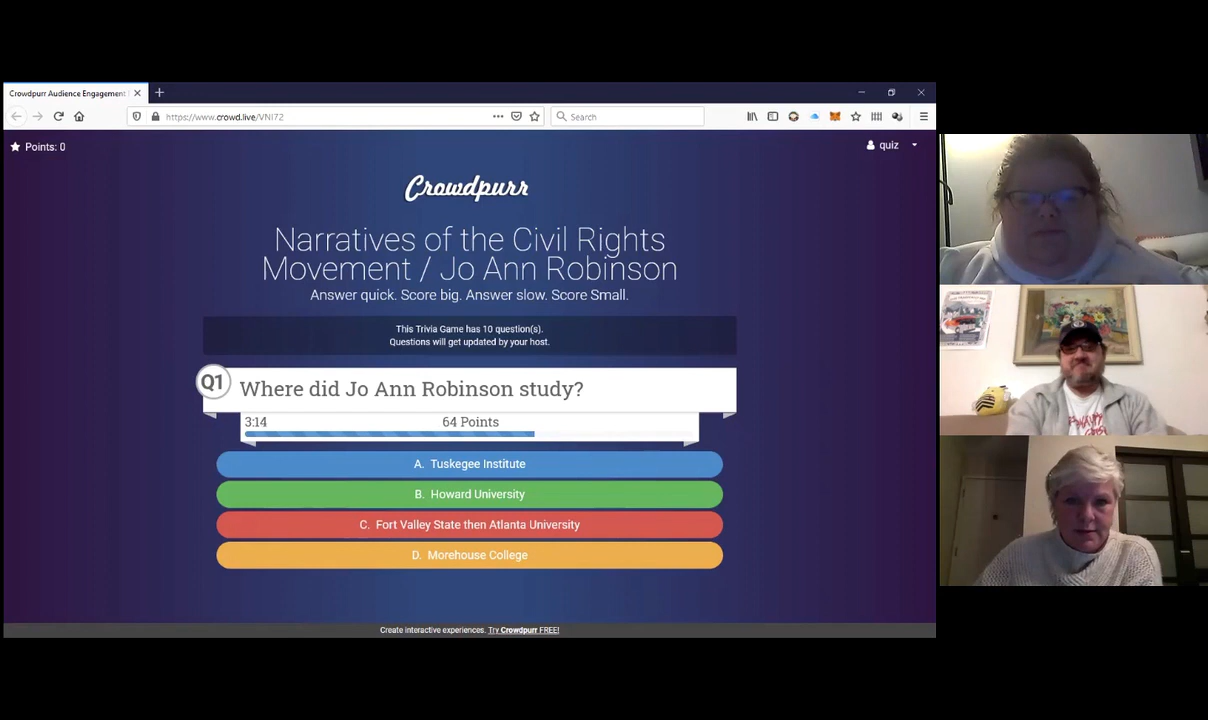 Crowdpurr Audience Engagement
https://www.crowd.live/VNI72
Search
Points: 0
quiz
Crowdpurr
Narratives of the Civil Rights
Movement / Jo Ann Robinson
Answer quick. Score big. Answer slow. Score Small.
This Trivia Game has 10 question(s).
Questions will get updated by your host.
Q1
Where did Jo Ann Robinson study?
3:14
64 Points
A. Tuskegee Institute
B. Howard University
C. Fort Valley State then Atlanta University
D. Morehouse College
Create interactive experiences. Try Crowdpurr FREE!